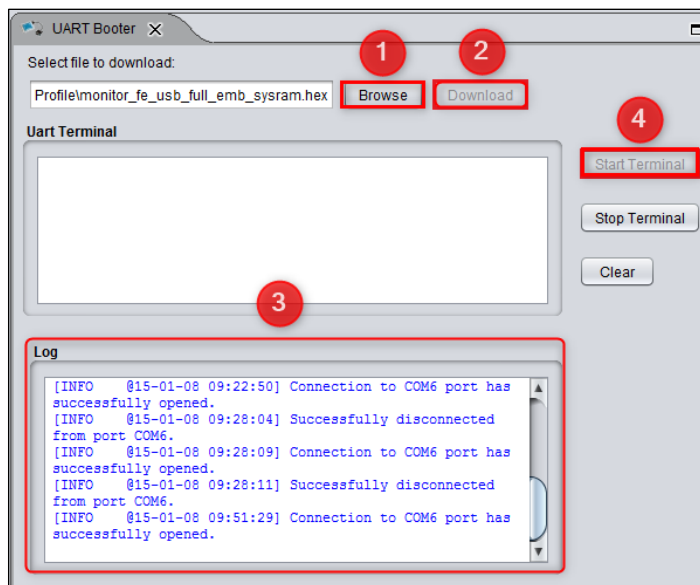 UART Booter
1
2
Select file to download:
Profile\monitor_fe_usb_full_emb_sysram.hex
Browse
Download
4
Uart Terminal
Start Terminal
Stop Terminal
Clear
3
Log
[INFO @15-01-08 09:22:50] Connection to COM6 port has
successfully opened.
[INFO @15-01-08 09:28:04] Successfully disconnected
from port COM6.
[INFO @15-01-08 09:28:09] Connection to COM6 port has
successfully opened.
[INFO @15-01-08 09:28:11] Successfully disconnected
from port COM6.
[INFO @15-01-08 09:51:29] Connection to COM6 port has
successfully opened.